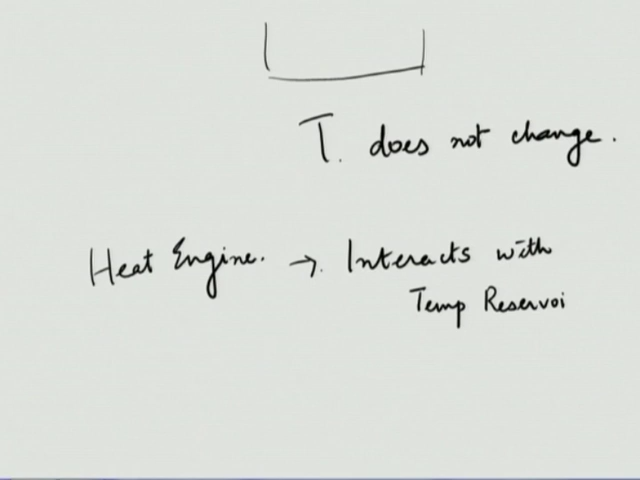 T. does not change.
Heat Engine. → Interacts with
Temp Reservoi